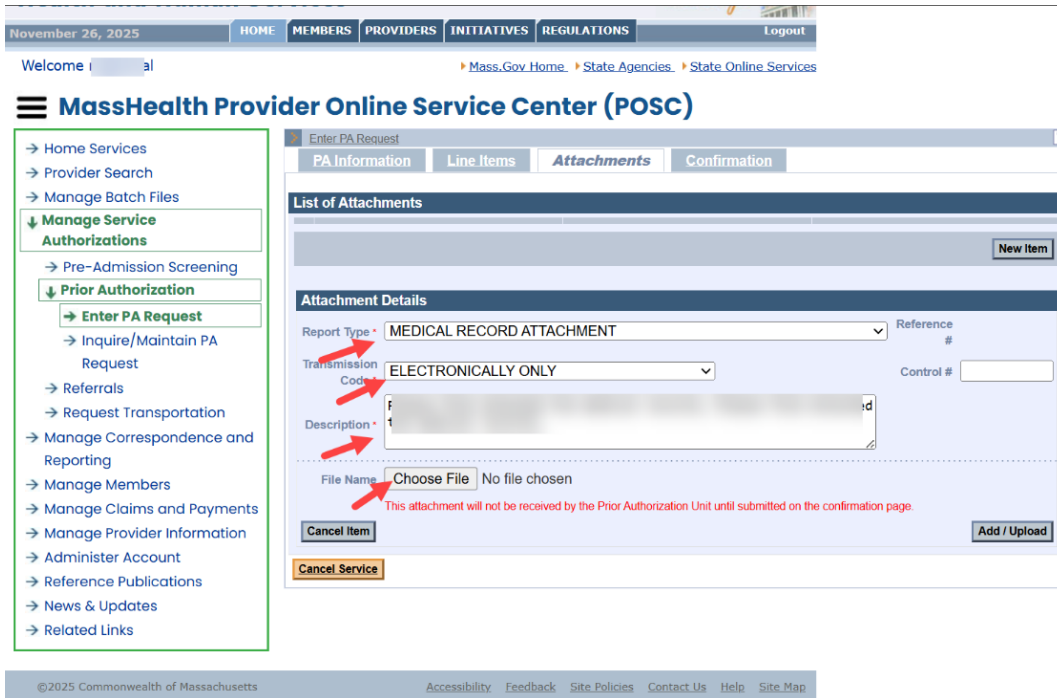 November 26, 2025 HOME MEMBERS PROVIDERS INITIATIVES REGULATIONS Logout
Welcome al Mass.Gov Home State Agencies State Online Services
MassHealth Provider Online Service Center (POSC)
Home Services
Provider Search
Manage Batch Files
Manage Service
Authorizations
Pre-Admission Screening
Prior Authorization
Enter PA Request
Inquire/Maintain PA
Request
Referrals
Request Transportation
Manage Correspondence and
Reporting
Manage Members
Manage Claims and Payments
Manage Provider Information
Administer Account
Reference Publications
News & Updates
Related Links
Enter PA Request
PA Information Line Items Attachments Confirmation
List of Attachments
New Item
Attachment Details
Report Type * MEDICAL RECORD ATTACHMENT Reference
#
Transmission
Code ELECTRONICALLY ONLY Control #
Description *
File Name Choose File No file chosen
This attachment will not be received by the Prior Authorization Unit until submitted on the confirmation page.
Cancel Item Add / Upload
Cancel Service
©2025 Commonwealth of Massachusetts Accessibility Feedback Site Policies Contact Us Help Site Map